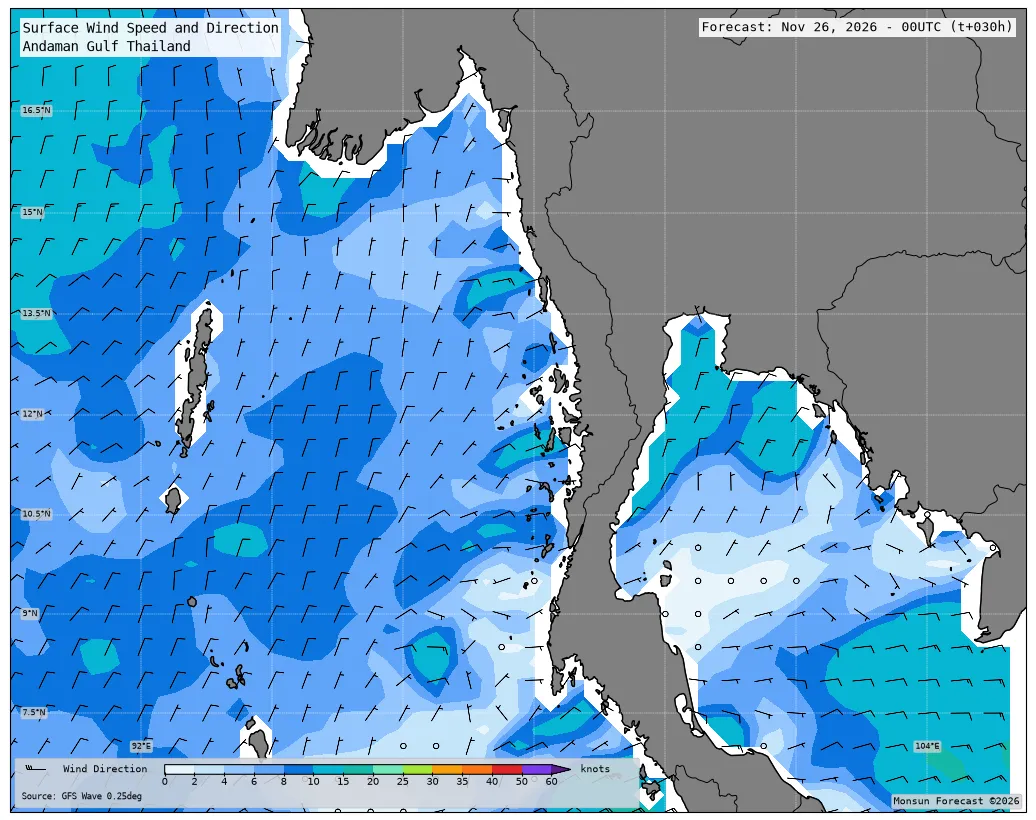 Surface Wind Speed and Direction
Andaman Gulf Thailand
Forecast: Nov 26, 2026 - 00UTC (t+030h)
16.5°N
15°N
13.5°N
12°N
10.5°N
9°N
7.5°N
92°E
104°E
Wind Direction
knots
0 2 4 6 8 10 15 20 25 30 35 40 50 60
Source: GFS Wave 0.25deg
Monsun Forecast ©2026